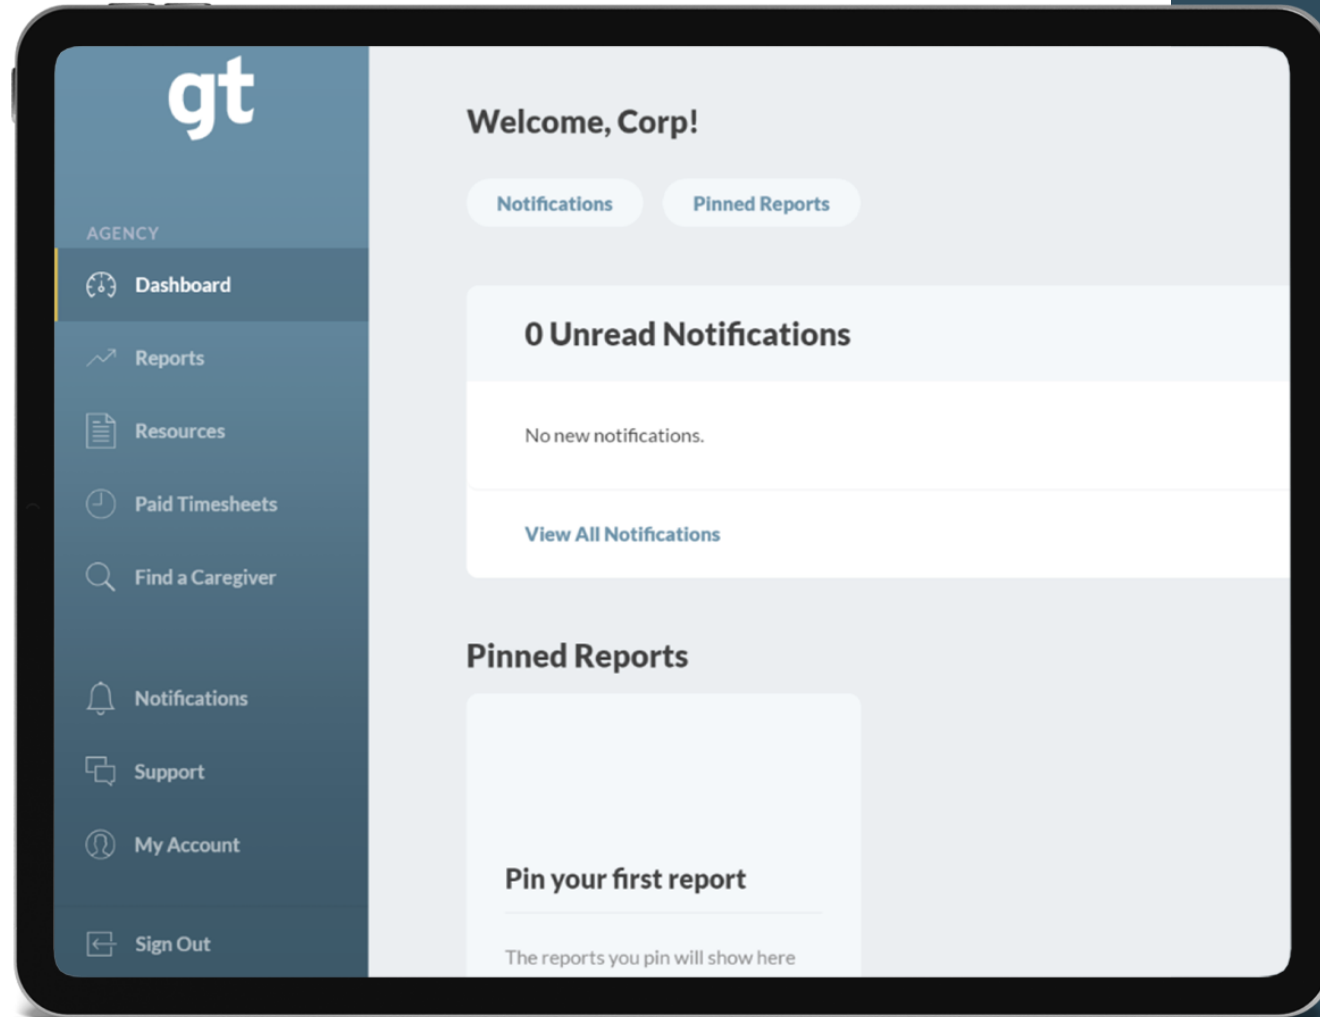 gt
AGENCY
Dashboard
Reports
Resources
Paid Timesheets
Find a Caregiver
Notifications
Support
My Account
Sign Out
Welcome, Corp!
Notifications
Pinned Reports
0 Unread Notifications
No new notifications.
View All Notifications
Pinned Reports
Pin your first report
The reports you pin will show here